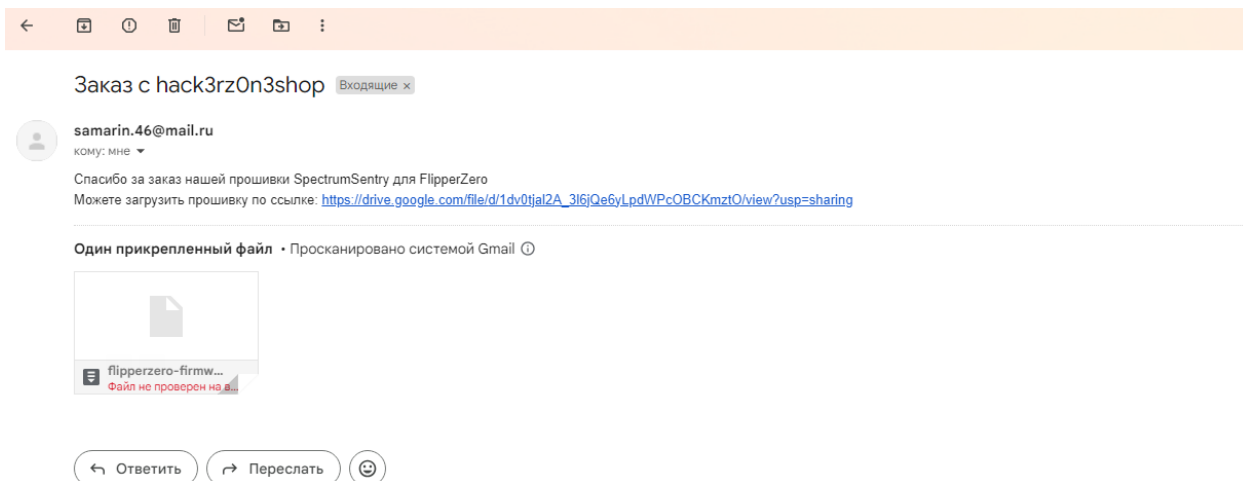 Заказ с hack3rz0n3shop Входящие ×
samarin.46@mail.ru
кому: мне
Спасибо за заказ нашей прошивки SpectrumSentry для FlipperZero
Можете загрузить прошивку по ссылке: https://drive.google.com/file/d/1dv0tjal2A_3l6jQe6yLpdWPcOBCKmztO/view?usp=sharing
Один прикрепленный файл • Просканировано системой Gmail
flipperzero-firmw...
Файл не проверен на в...
Ответить
Переслать